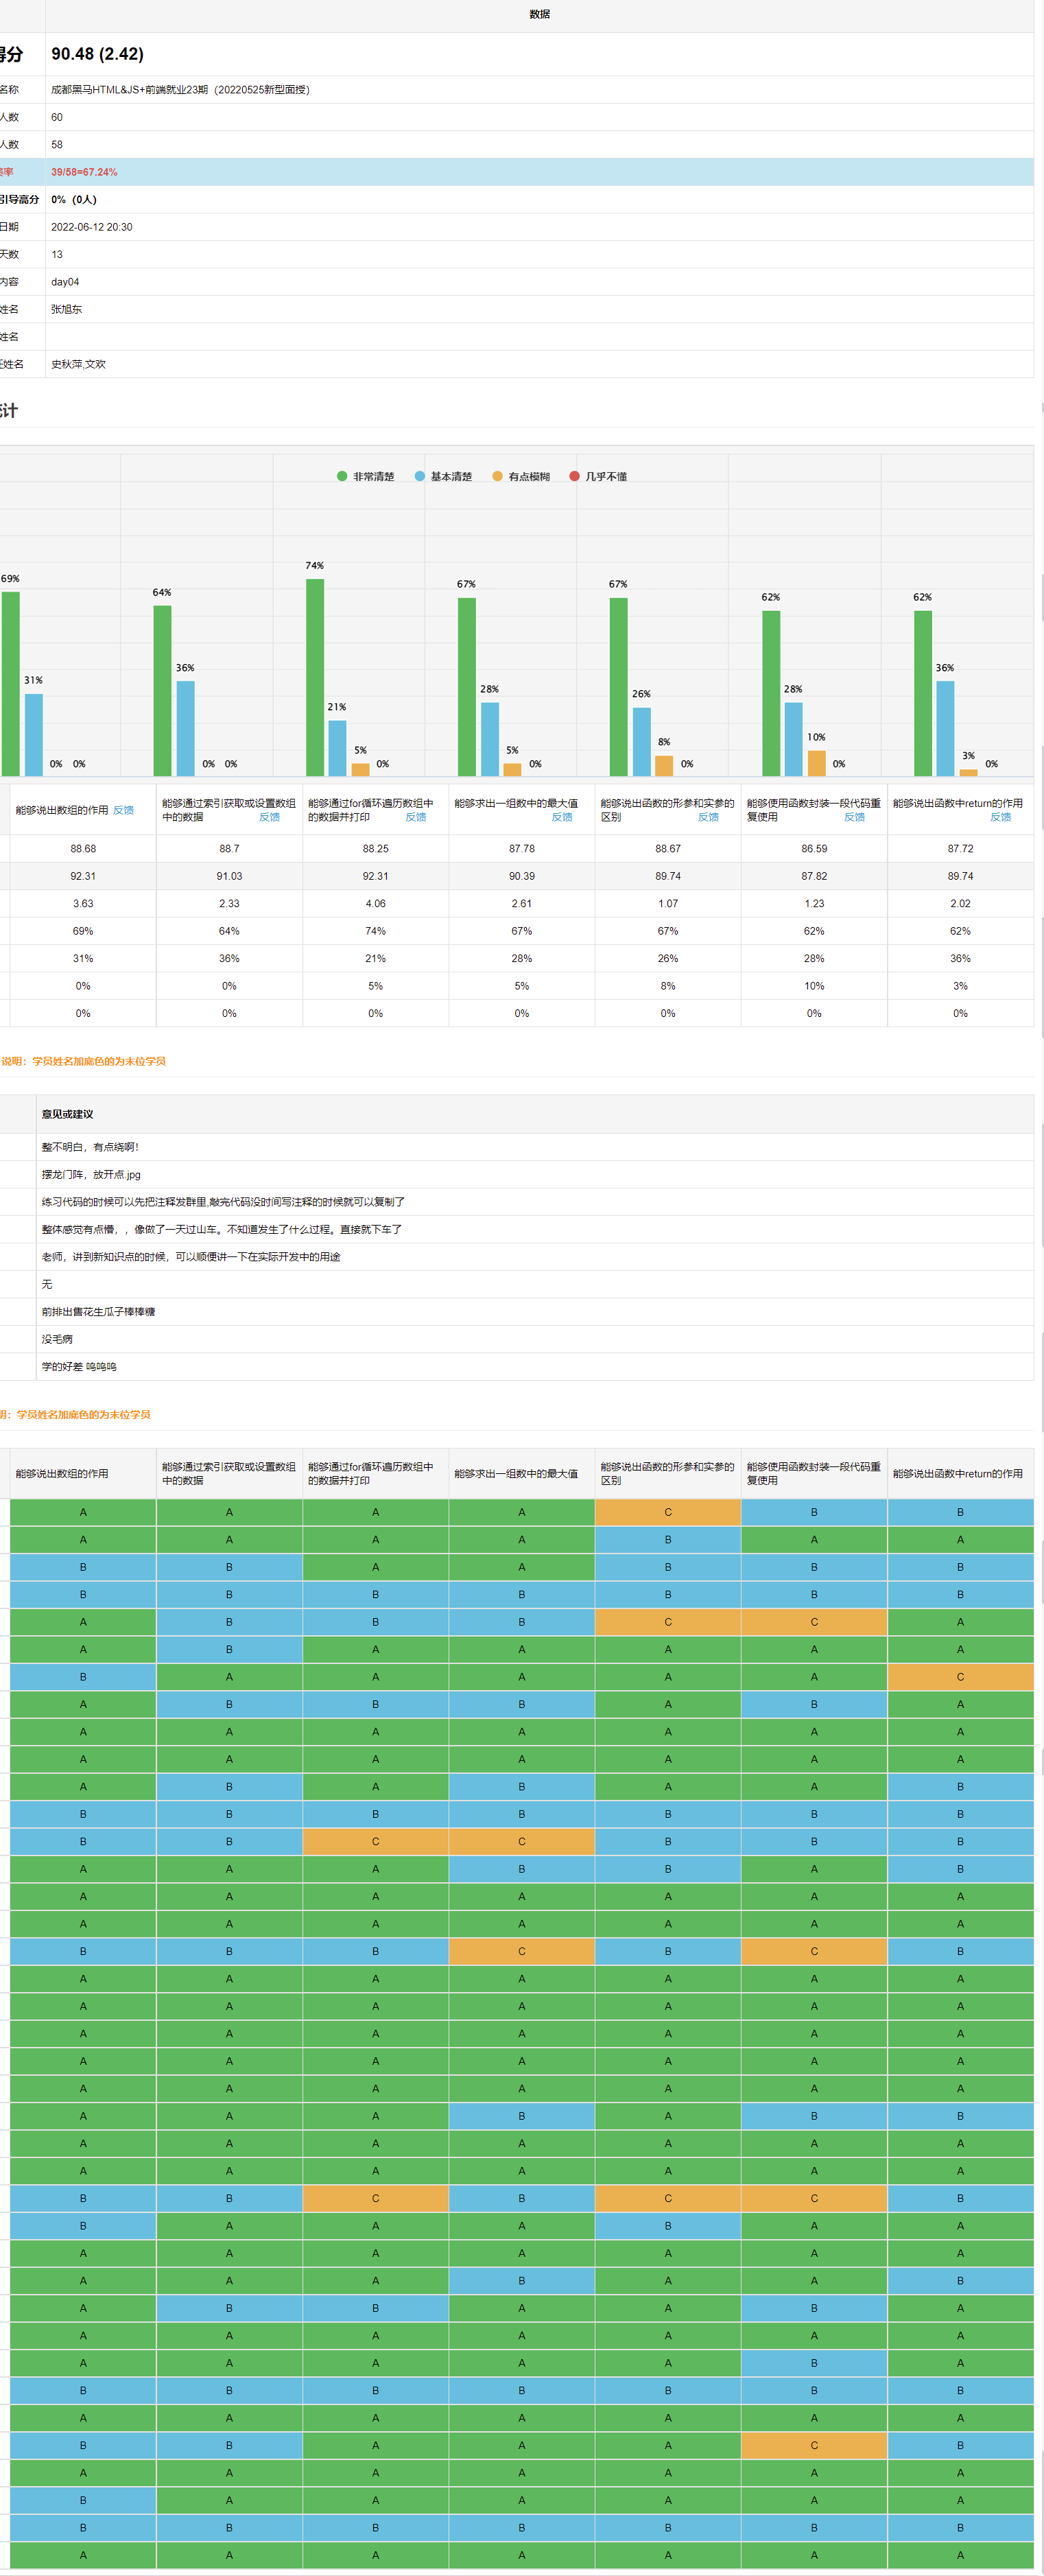 数据
得分 90.48 (2.42)
名称 成都黑马HTML&JS+前端就业23期（20220525新型面授）
人数 60
人数 58
率 39/58=67.24%
引导高分 0%（0人）
日期 2022-06-12 20:30
天数 13
内容 day04
姓名 张旭东
姓名
姓名 史秋萍,文欢
计
非常清楚 基本清楚 有点模糊 几乎不懂
69% 31% 0% 0% 64% 36% 0% 0% 74% 21% 5% 0% 67% 28% 5% 0% 67% 26% 8% 0% 62% 28% 10% 0% 62% 36% 3% 0%
能够说出数组的作用 反馈
能够通过索引获取或设置数组
中的数据 反馈
能够通过for循环遍历数组中
的数据并打印 反馈
能够求出一组数中的最大值
反馈
能够说出函数的形参和实参的
区别 反馈
能够使用函数封装一段代码重
复使用 反馈
能够说出函数中return的作用
反馈
88.68 88.7 88.25 87.78 88.67 86.59 87.72
92.31 91.03 92.31 90.39 89.74 87.82 89.74
3.63 2.33 4.06 2.61 1.07 1.23 2.02
69% 64% 74% 67% 67% 62% 62%
31% 36% 21% 28% 26% 28% 36%
0% 0% 5% 5% 8% 10% 3%
0% 0% 0% 0% 0% 0% 0%
说明：学员姓名加底色的为末位学员
意见或建议
整不明白，有点绕啊！
摆龙门阵，放开点.jpg
练习代码的时候可以先把注释发群里,敲完代码没时间写注释的时候就可以复制了
整体感觉有点懵，，像做了一天过山车。不知道发生了什么过程。直接就下车了
老师，讲到新知识点的时候，可以顺便讲一下在实际开发中的用途
无
前排出售花生瓜子棒棒糖
没毛病
学的好差 呜呜呜
明：学员姓名加底色的为末位学员
能够说出数组的作用
能够通过索引获取或设置数组
中的数据
能够通过for循环遍历数组中
的数据并打印
能够求出一组数中的最大值
能够说出函数的形参和实参的
区别
能够使用函数封装一段代码重
复使用
能够说出函数中return的作用
A A A A C B B
A A A A B A A
B B A A B B B
B B B B B B B
A B B B C C A
A B A A A A A
B A A A A A C
A B B B A B A
A A A A A A A
A A A A A A A
A B A B A A B
B B B B B B B
B B C C B B B
A A A B B A B
A A A A A A A
A A A A A A A
B B B C B C B
A A A A A A A
A A A A A A A
A A A A A A A
A A A A A A A
A A A A A A A
A A A B A B B
A A A A A A A
A A A A A A A
B B C B C C B
B A A A B A A
A A A A A A A
A A A B A A B
A B B A A B A
A A A A A A A
A A A A A B A
B B B B B B B
A A A A A A A
B B A A A C B
A A A A A A A
B A A A A A A
B B B B B B B
A A A A A A A